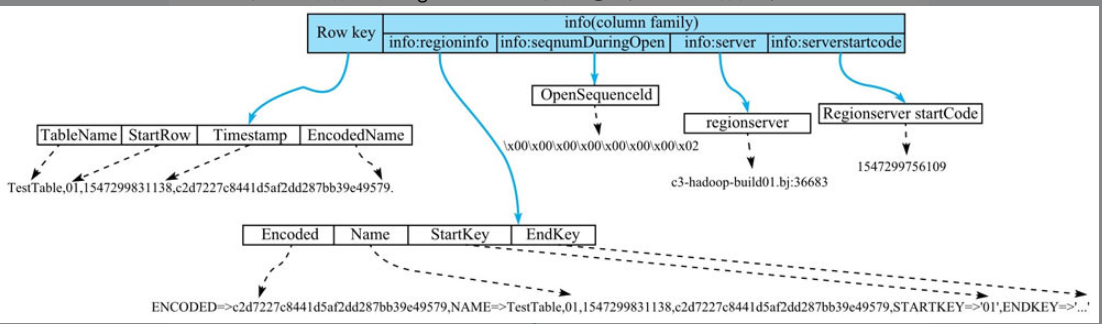 info(column family)
Row key
info:regioninfo info:seqnumDuringOpen info:server info:serverstartcode
OpenSequenceId
Regionserver startCode
regionserver
TableName StartRow Timestamp EncodedName
\x00\x00\x00\x00\x00\x00\x00\x02
1547299756109
c3-hadoop-build01.bj:36683
TestTable,01,1547299831138,c2d7227c8441d5af2dd287bb39e49579.
Encoded Name StartKey EndKey
ENCODED=>c2d7227c8441d5af2dd287bb39e49579,NAME=>TestTable,01,1547299831138,c2d7227c8441d5af2dd287bb39e49579,STARTKEY=>'01',ENDKEY=>'...'